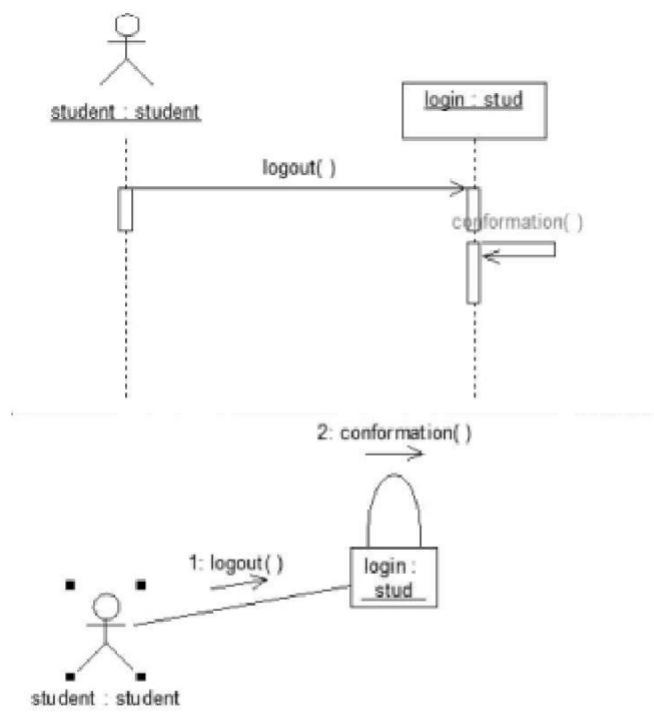 student : student
login : stud
logout( )
conformation( )
2: conformation( )
1: logout( )
login :
stud
student : student